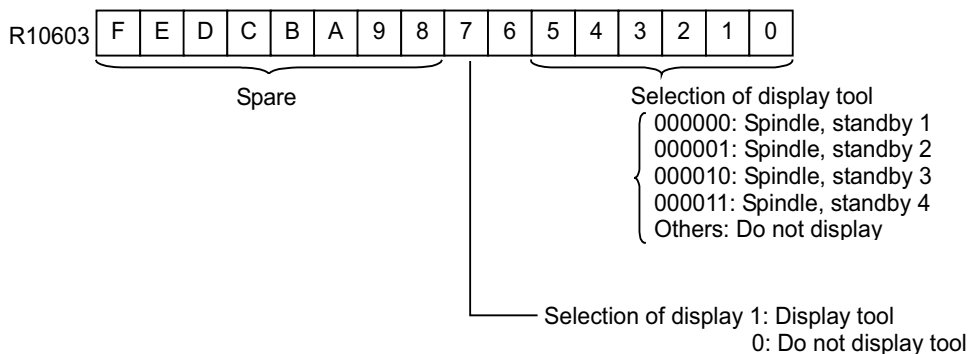 R10603 F E D C B A 9 8 7 6 5 4 3 2 1 0
Spare
Selection of display tool
000000: Spindle, standby 1
000001: Spindle, standby 2
000010: Spindle, standby 3
000011: Spindle, standby 4
Others: Do not display
Selection of display 1: Display tool
0: Do not display tool